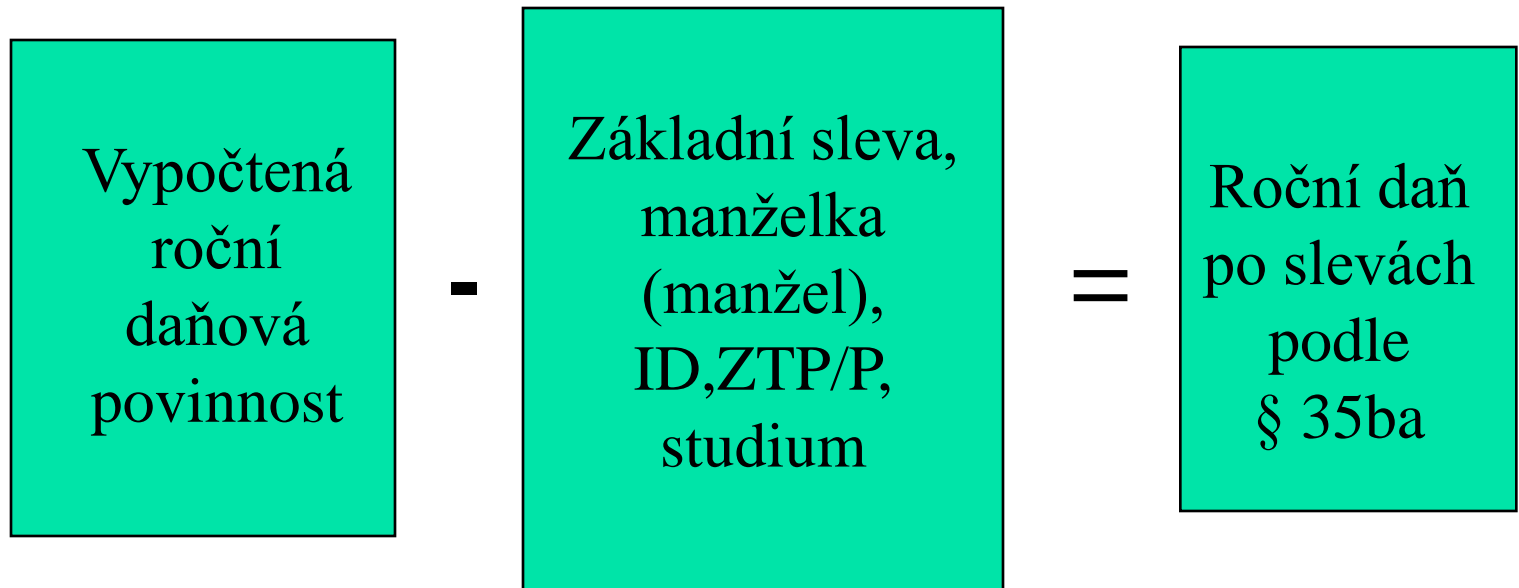 Vypočtená
roční
daňová
povinnost
-
Základní sleva,
manželka
(manžel),
ID,ZTP/P,
studium
=
Roční daň
po slevách
podle
§ 35ba